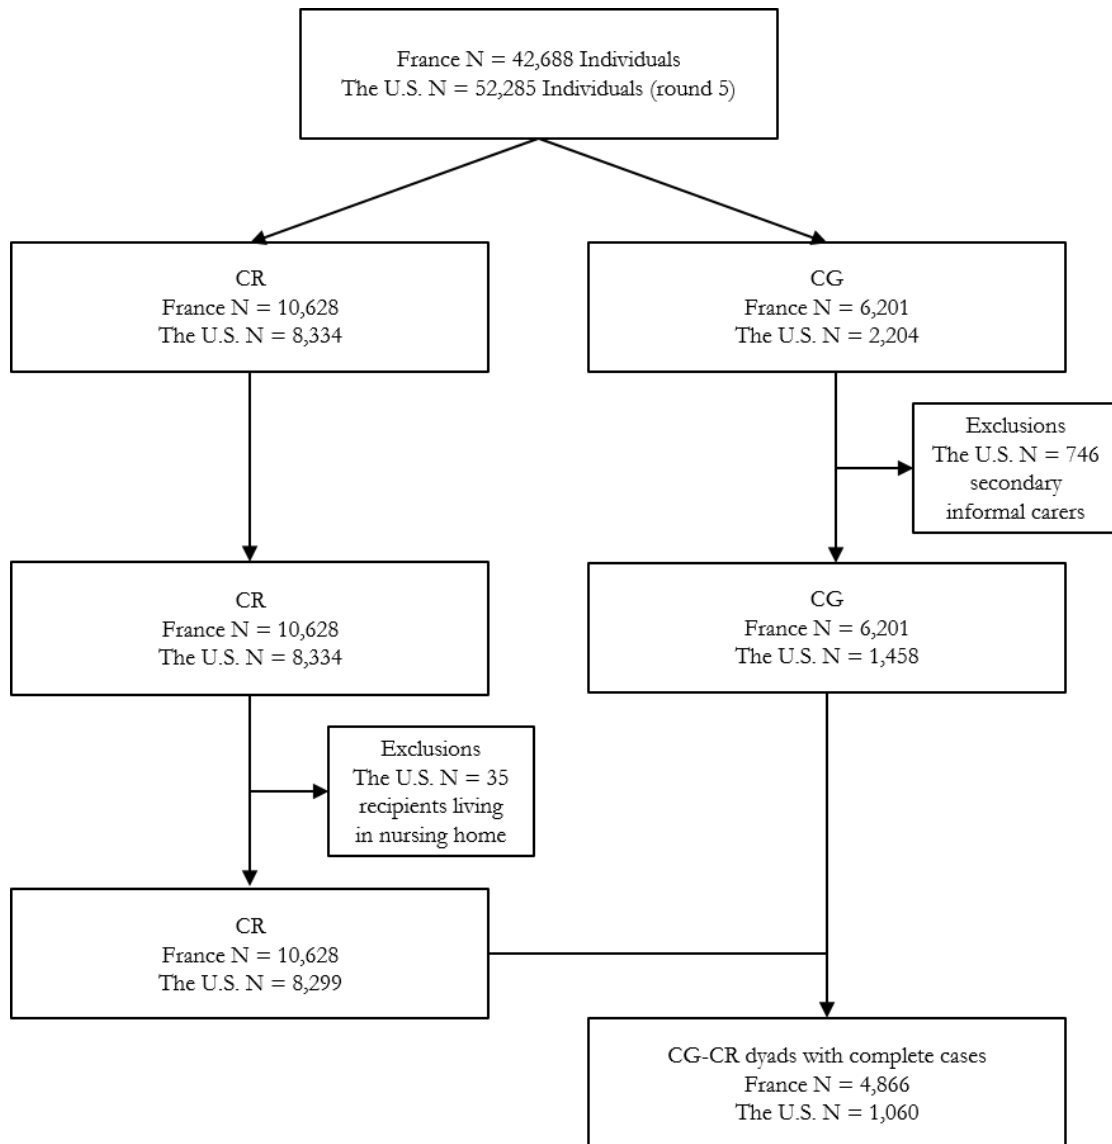 France N = 42,688 Individuals
The U.S. N = 52,285 Individuals (round 5)
CR
France N = 10,628
The U.S. N = 8,334
CG
France N = 6,201
The U.S. N = 2,204
Exclusions
The U.S. N = 746
secondary
informal carers
CR
France N = 10,628
The U.S. N = 8,334
CG
France N = 6,201
The U.S. N = 1,458
Exclusions
The U.S. N = 35
recipients living
in nursing home
CR
France N = 10,628
The U.S. N = 8,299
CG-CR dyads with complete cases
France N = 4,866
The U.S. N = 1,060